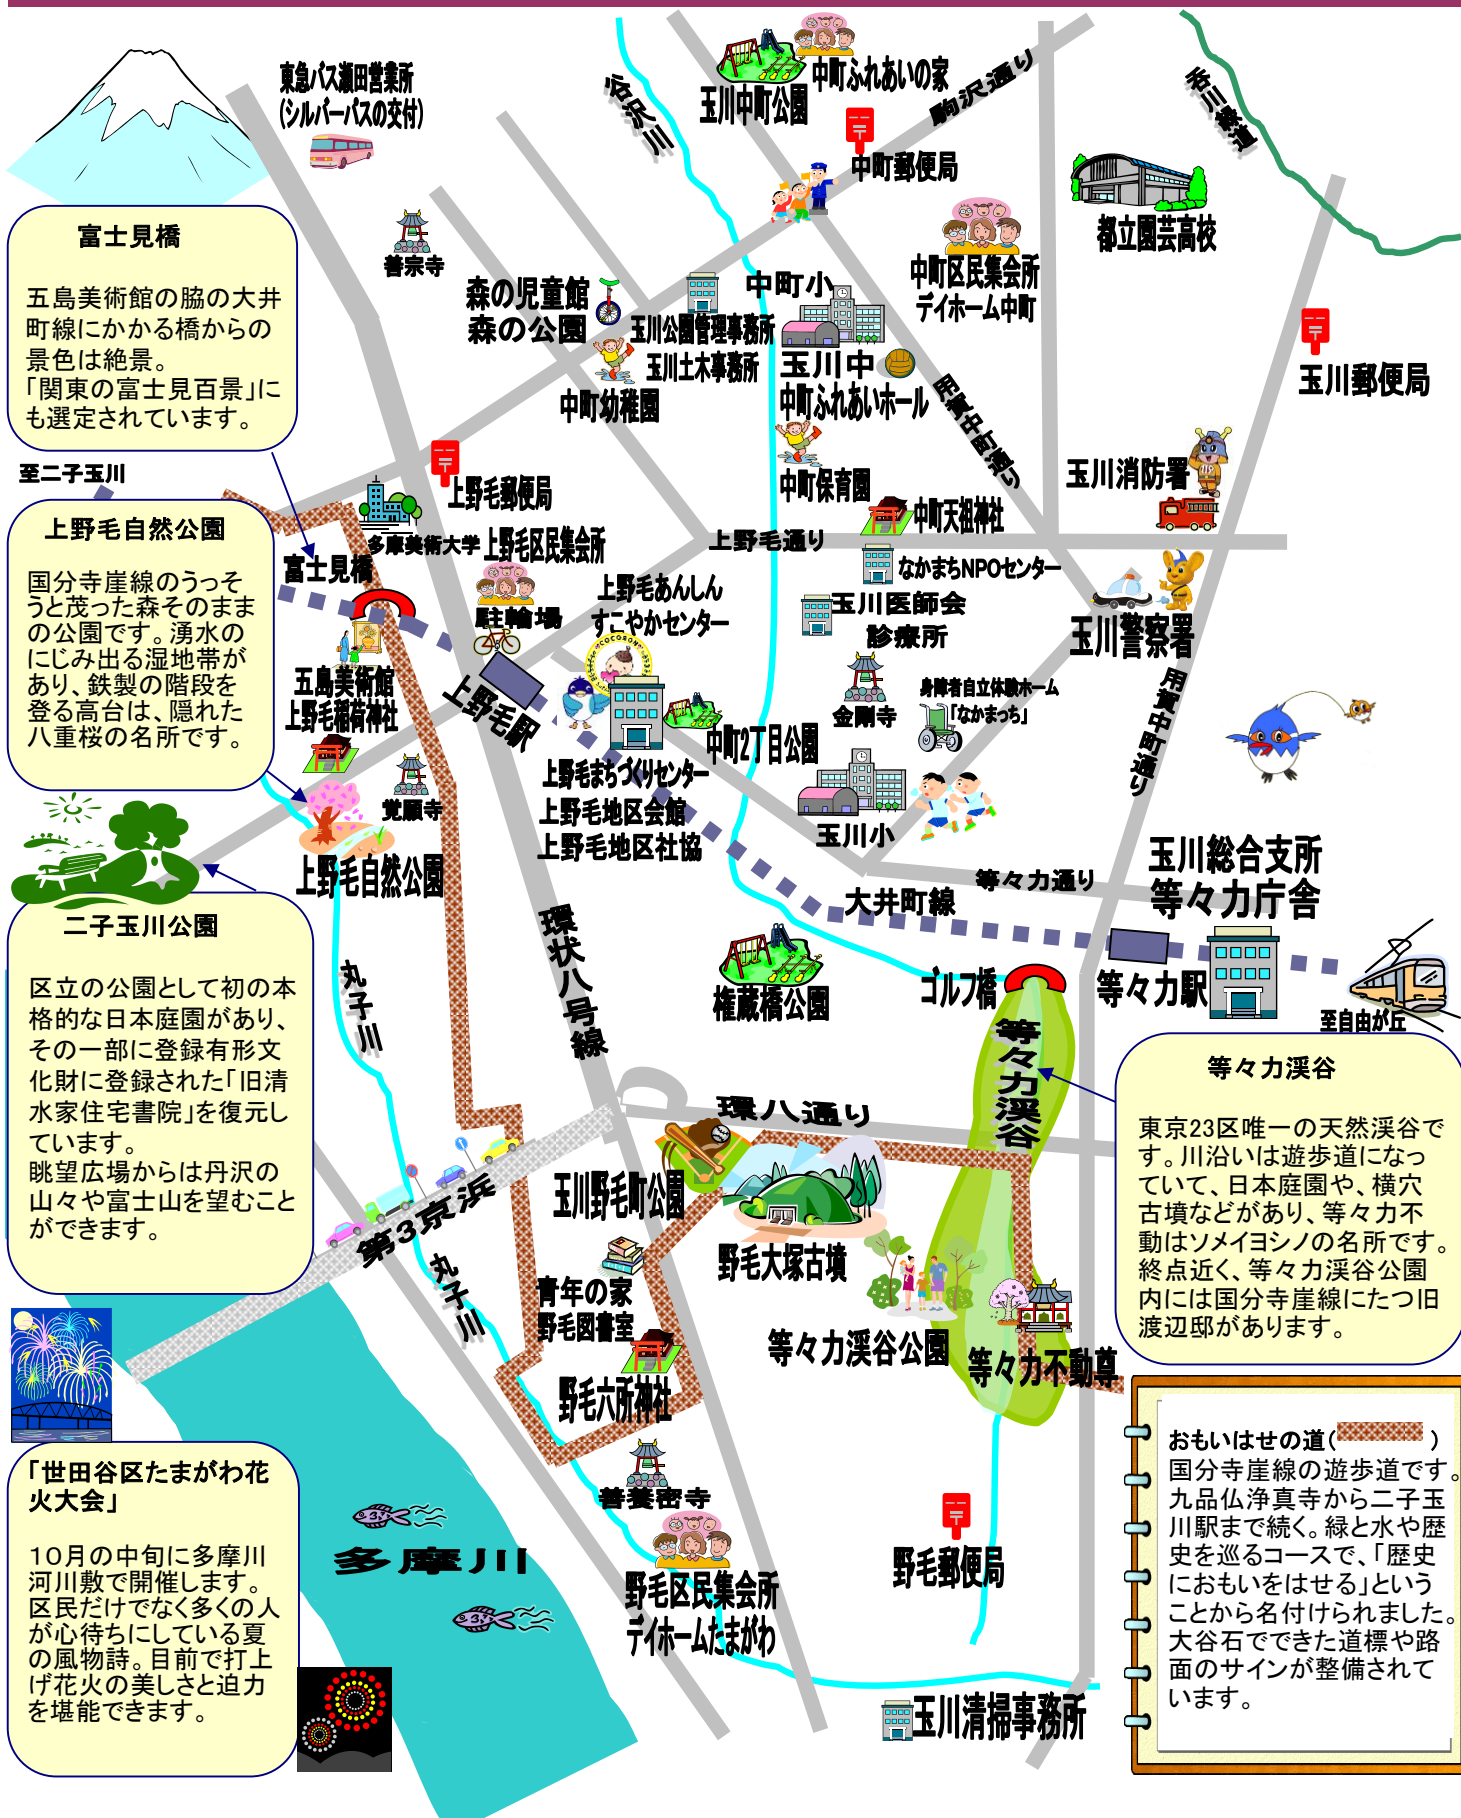 東急バス瀬田営業所
(シルバーパスの交付)
谷沢川
玉川中町公園
中町ふれあいの家
駒沢通り
呑川緑道
中町郵便局
都立園芸高校
富士見橋
五島美術館の脇の大井
町線にかかる橋からの
景色は絶景。
「関東の富士見百景」に
も選定されています。
善宗寺
森の児童館
森の公園
玉川公園管理事務所
玉川土木事務所
中町幼稚園
中町小
玉川中
中町ふれあいホール
中町区民集会所
デイホーム中町
玉川郵便局
用賀中町通り
中町保育園
玉川消防署
至二子玉川
上野毛郵便局
中町天祖神社
上野毛自然公園
国分寺崖線のうっそ
うと茂った森そのまま
の公園です。湧水の
にじみ出る湿地帯が
あり、鉄製の階段を
登る高台は、隠れた
八重桜の名所です。
富士見橋
多摩美術大学
上野毛区民集会所
上野毛通り
なかまちNPOセンター
駐輪場
上野毛あんしん
すこやかセンター
玉川医師会
診療所
玉川警察署
五島美術館
上野毛稲荷神社
上野毛駅
COCORON
金剛寺
身障者自立体験ホーム
「なかまっち」
用賀中町通り
中町2丁目公園
覚願寺
上野毛まちづくりセンター
上野毛地区会館
上野毛地区社協
玉川小
上野毛自然公園
等々力通り
大井町線
玉川総合支所
等々力庁舎
二子玉川公園
区立の公園として初の本
格的な日本庭園があり、
その一部に登録有形文
化財に登録された「旧清
水家住宅書院」を復元し
ています。
眺望広場からは丹沢の
山々や富士山を望むこと
ができます。
丸子川
環状八号線
権蔵橋公園
ゴルフ橋
等々力駅
至自由が丘
等々力渓谷
環八通り
等々力渓谷
東京23区唯一の天然渓谷で
す。川沿いは遊歩道になっ
ていて、日本庭園や、横穴
古墳などがあり、等々力不
動はソメイヨシノの名所です。
終点近く、等々力渓谷公園
内には国分寺崖線にたつ旧
渡辺邸があります。
第3京浜
丸子川
玉川野毛町公園
野毛大塚古墳
青年の家
野毛図書室
野毛六所神社
等々力渓谷公園
等々力不動尊
善養密寺
野毛区民集会所
デイホームたまがわ
野毛郵便局
多摩川
玉川清掃事務所
「世田谷区たまがわ花
火大会」
10月の中旬に多摩川
河川敷で開催します。
区民だけでなく多くの人
が心待ちにしている夏
の風物詩。目前で打上
げ花火の美しさと迫力
を堪能できます。
おもいはせの道( )
国分寺崖線の遊歩道です。
九品仏浄真寺から二子玉
川駅まで続く。緑と水や歴
史を巡るコースで、「歴史
におもいをはせる」という
ことから名付けられました。
大谷石でできた道標や路
面のサインが整備されて
います。